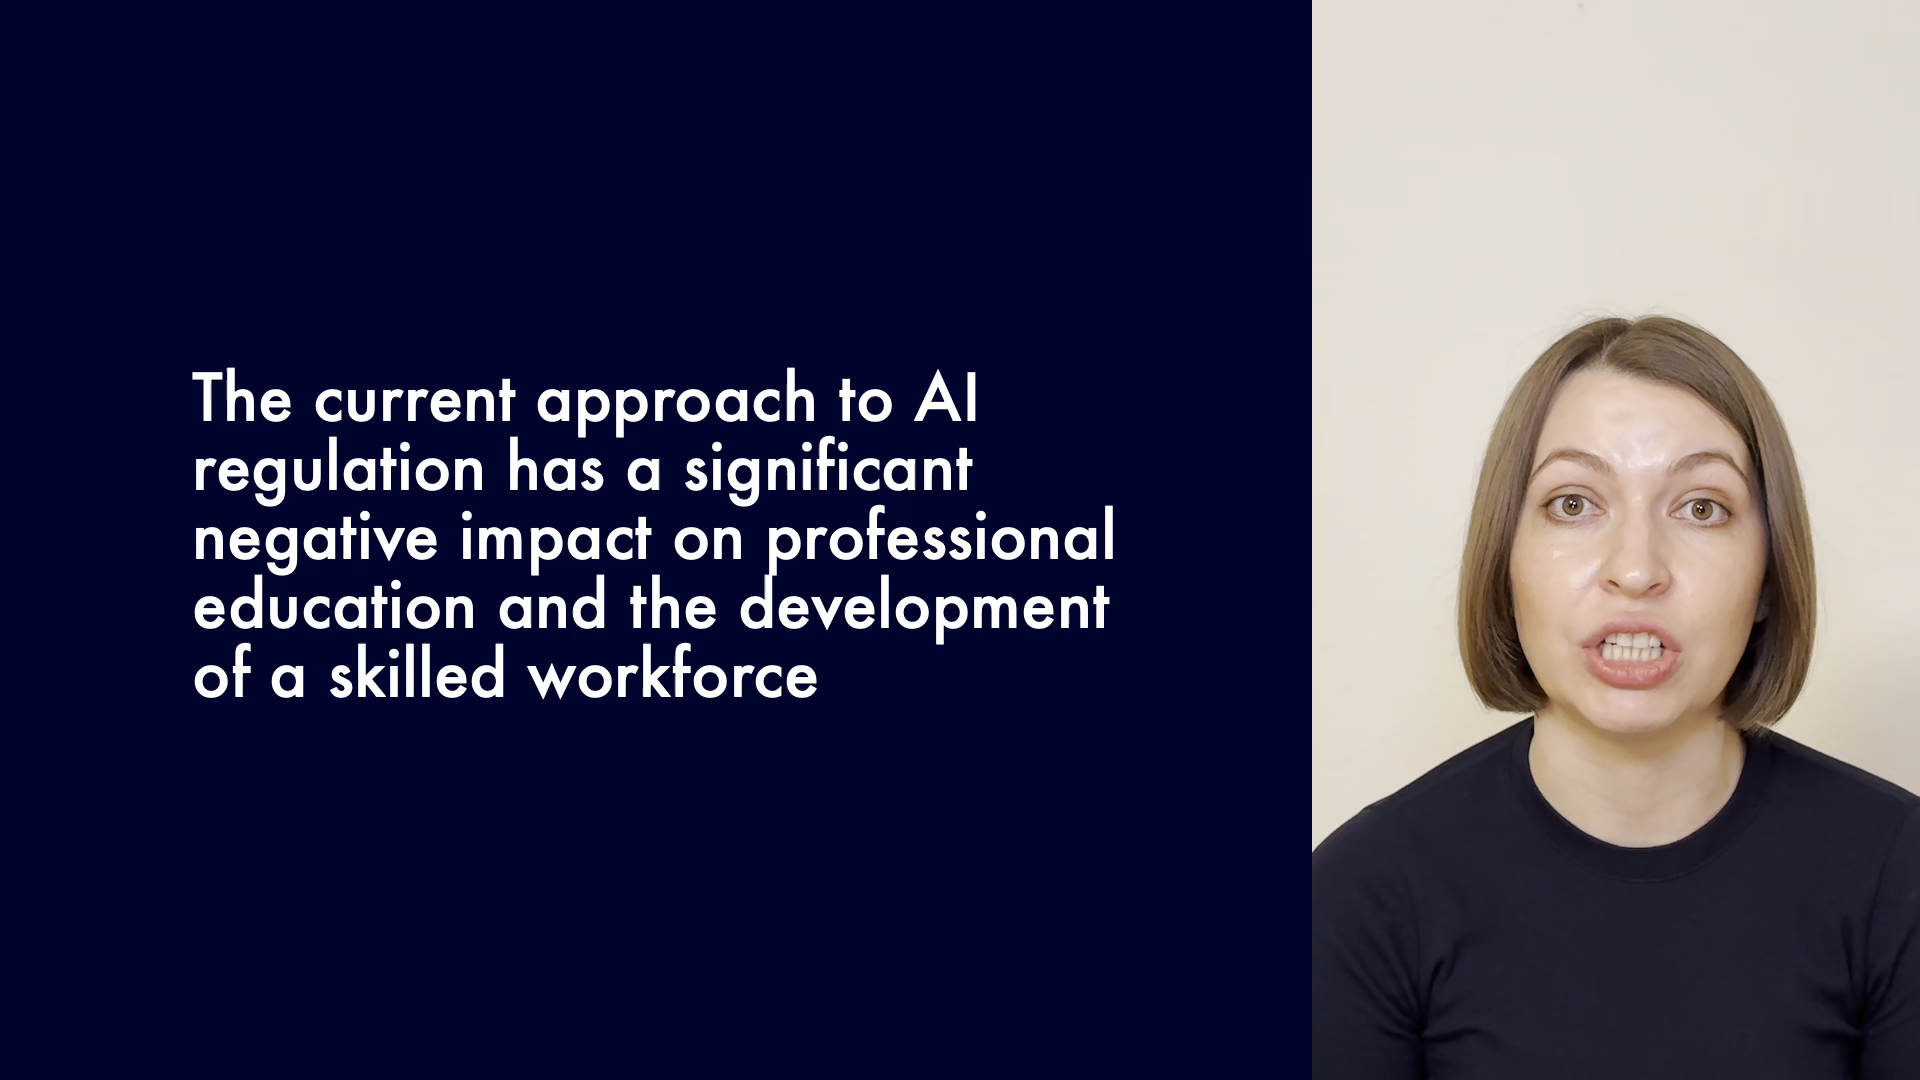 The current approach to AI
regulation has a significant
negative impact on professional
education and the development
of a skilled workforce